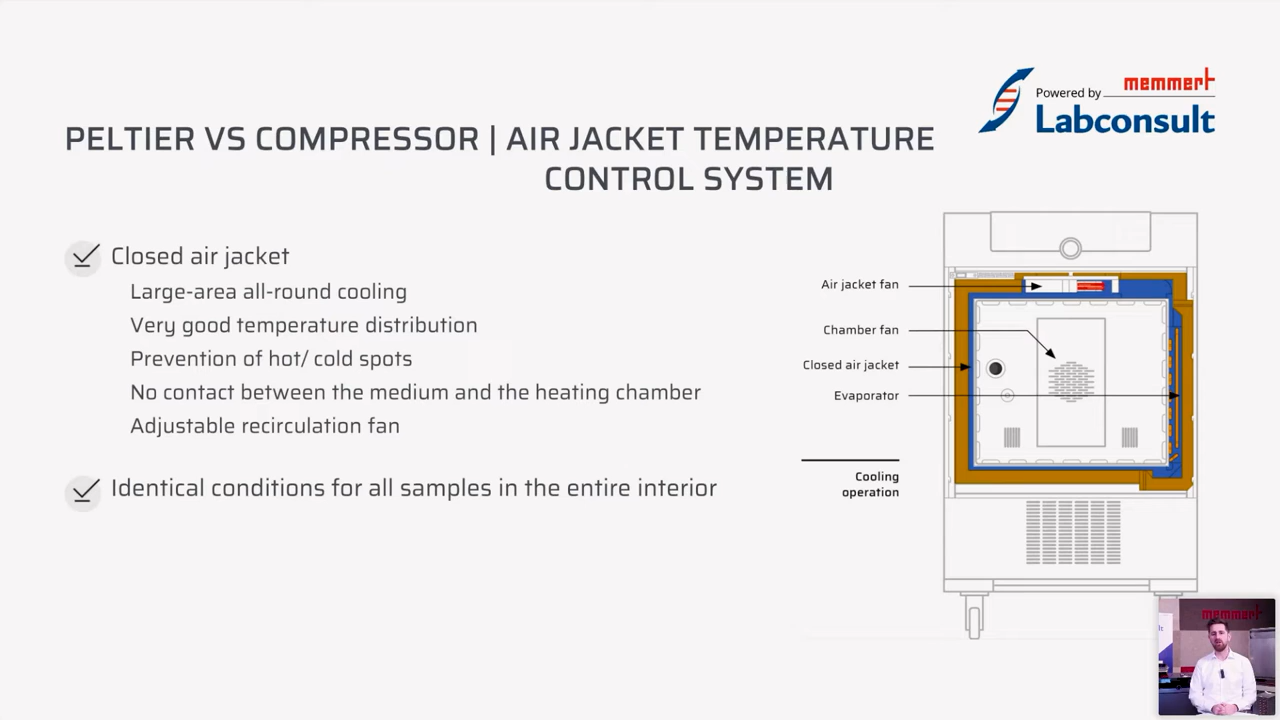 memmert
Powered by
Labconsult
PELTIER VS COMPRESSOR | AIR JACKET TEMPERATURE
CONTROL SYSTEM
Closed air jacket
Large-area all-round cooling
Very good temperature distribution
Prevention of hot/ cold spots
No contact between the medium and the heating chamber
Adjustable recirculation fan
Identical conditions for all samples in the entire interior
Air jacket fan
Chamber fan
Closed air jacket
Evaporator
Cooling
operation
memmert